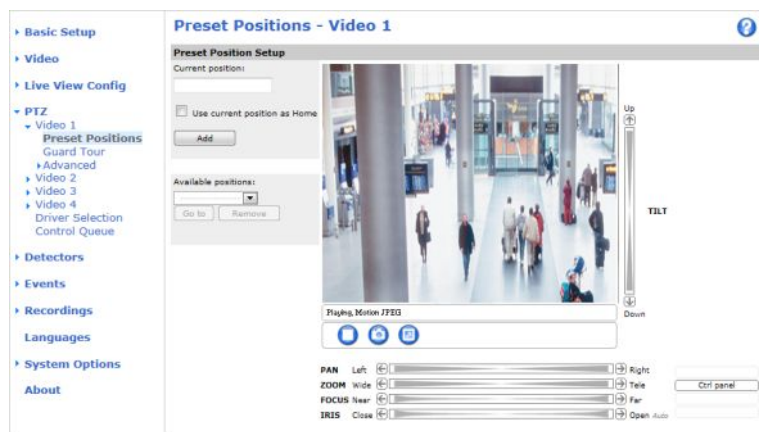 Basic Setup
Video
Live View Config
PTZ
Video 1
Preset Positions
Guard Tour
Advanced
Video 2
Video 3
Video 4
Driver Selection
Control Queue
Detectors
Events
Recordings
Languages
System Options
About
Preset Positions - Video 1
?
Preset Position Setup
Current position:
Use current position as Home
Add
Available positions:
Go to Remove
Up
TILT
Down
Playing, Motion JPEG
PAN Left Right
ZOOM Wide Tele Ctrl panel
FOCUS Near Far
IRIS Close Open Auto